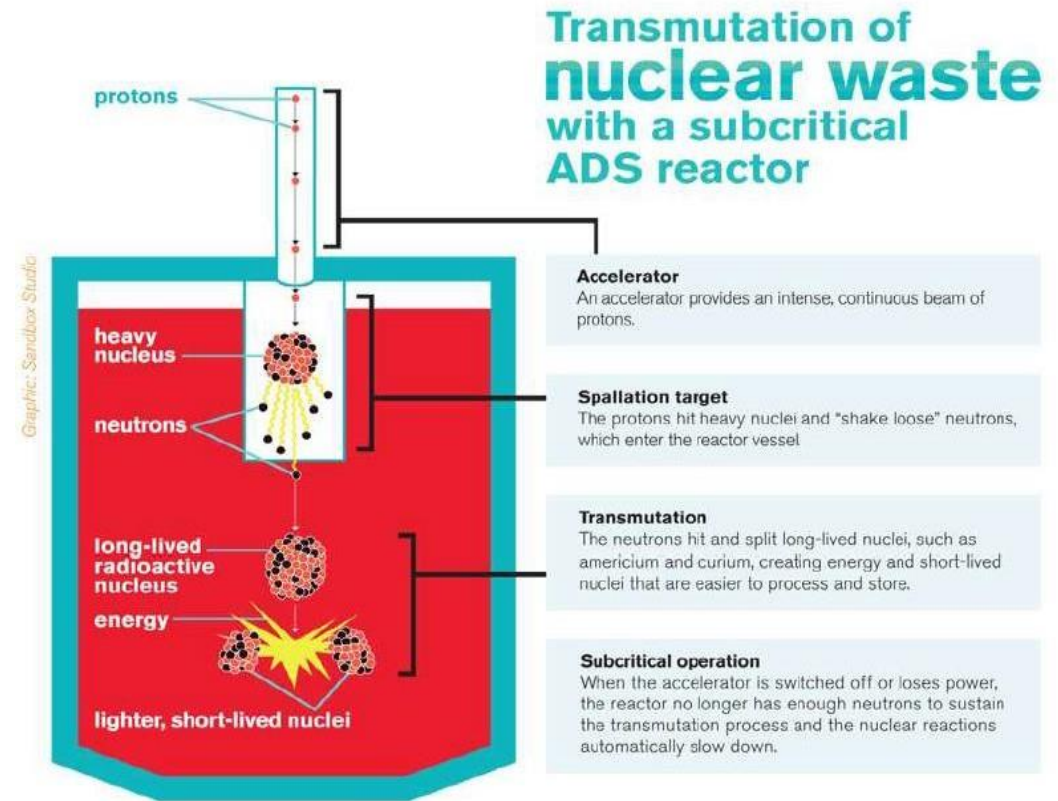 Transmutation of
nuclear waste
with a subcritical
ADS reactor
protons
Graphic: Sandbox Studio
heavy
nucleus
neutrons
long-lived
radioactive
nucleus
energy
lighter, short-lived nuclei
Accelerator
An accelerator provides an intense, continuous beam of
protons.
Spallation target
The protons hit heavy nuclei and "shake loose" neutrons,
which enter the reactor vessel
Transmutation
The neutrons hit and split long-lived nuclei, such as
americium and curium, creating energy and short-lived
nuclei that are easier to process and store.
Subcritical operation
When the accelerator is switched off or loses power,
the reactor no longer has enough neutrons to sustain
the transmutation process and the nuclear reactions
automatically slow down.